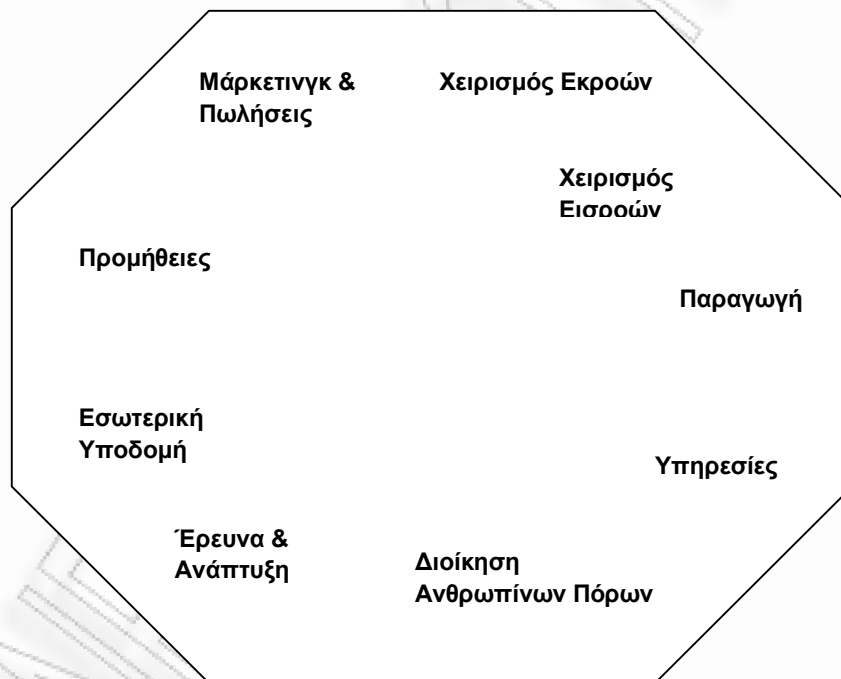 Μάρκετινγκ &
Πωλήσεις
Χειρισμός Εκροών
Χειρισμός
Εισροών
Προμήθειες
Παραγωγή
Εσωτερική
Υποδομή
Υπηρεσίες
Έρευνα &
Ανάπτυξη
Διοίκηση
Ανθρωπίνων Πόρων